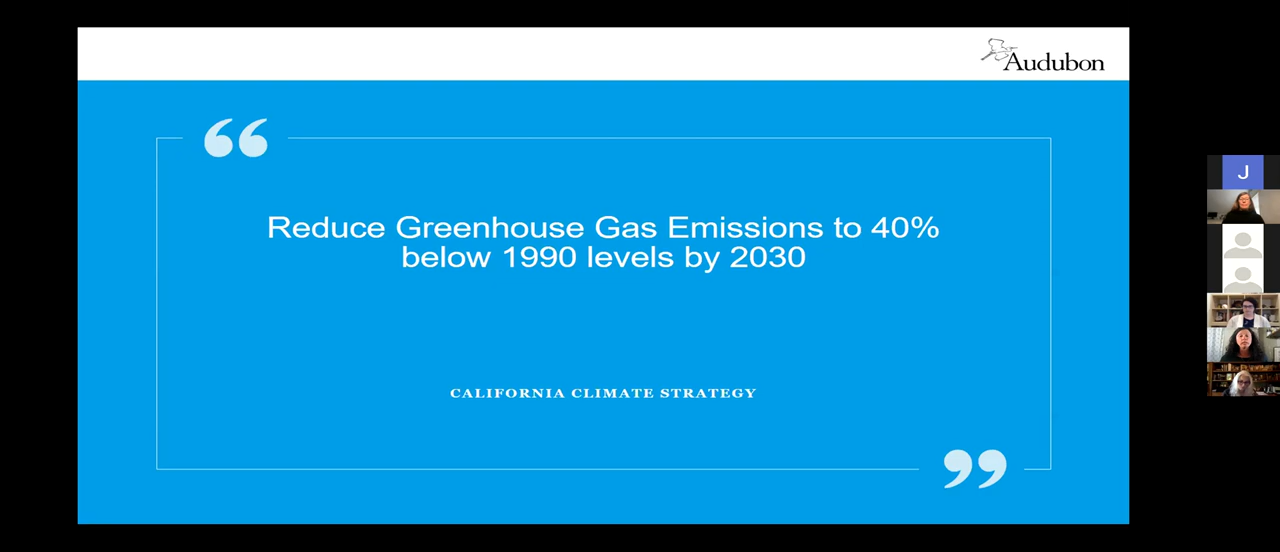 Audubon
“
Reduce Greenhouse Gas Emissions to 40%
below 1990 levels by 2030
CALIFORNIA CLIMATE STRATEGY
”
J